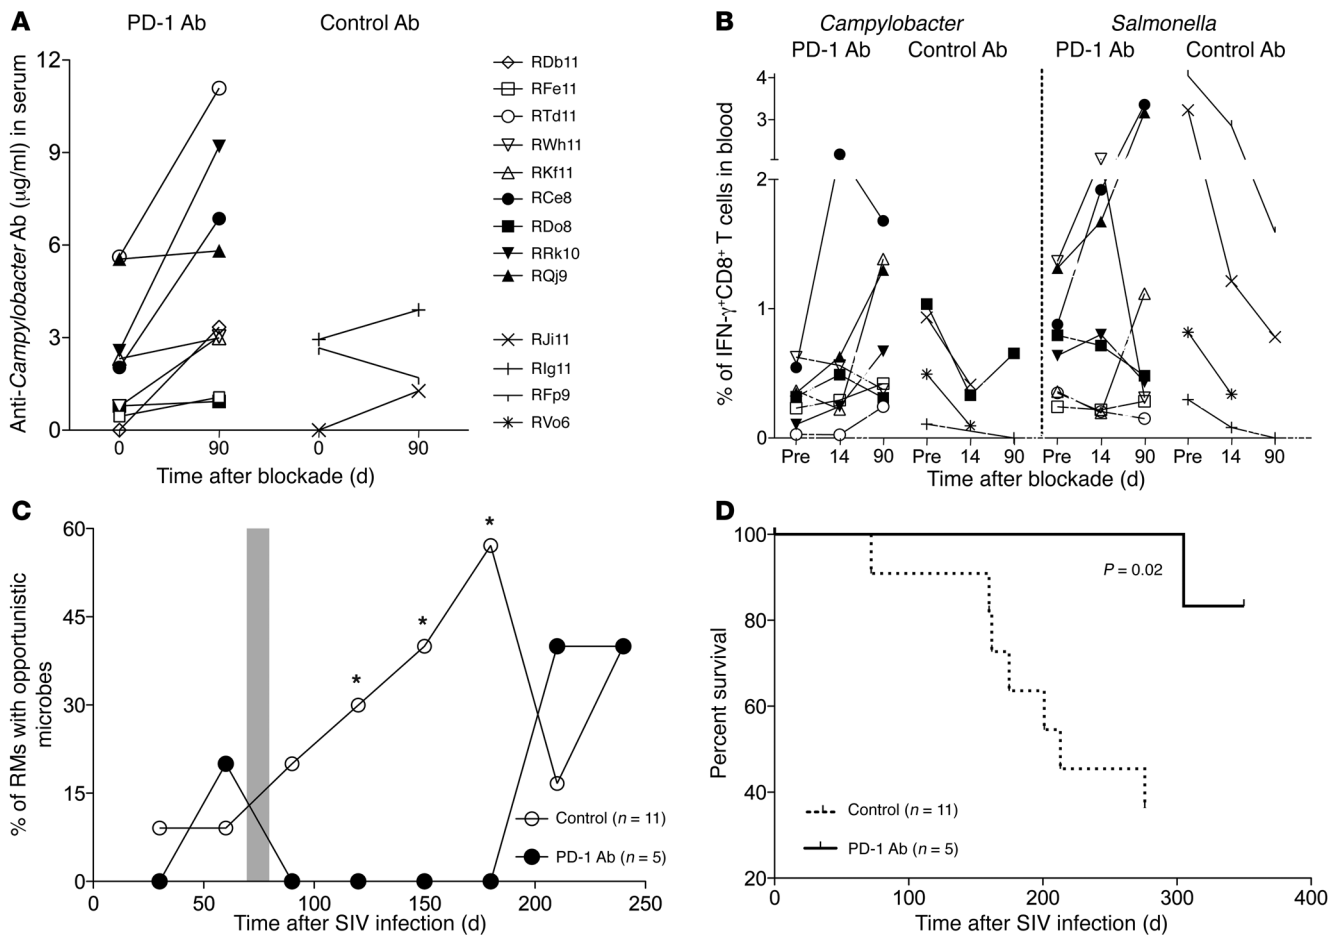 A
PD-1 Ab
Control Ab
Anti-Campylobacter Ab (μg/ml) in serum
12
9
6
3
0
0
90
0
90
Time after blockade (d)
RDb11
RFe11
RTd11
RWh11
RKf11
RCe8
RDo8
RRk10
RQj9
RJi11
RIg11
RFp9
RVo6
B
Campylobacter
Salmonella
PD-1 Ab
Control Ab
PD-1 Ab
Control Ab
% of IFN-γ+CD8+ T cells in blood
4
3
2
1
0
Pre
14
90
Pre
14
90
Pre
14
90
Pre
14
90
Time after blockade (d)
C
% of RMs with opportunistic
microbes
60
45
30
15
0
*
*
*
Control (n = 11)
PD-1 Ab (n = 5)
0
50
100
150
200
250
Time after SIV infection (d)
D
Percent survival
100
80
60
40
20
P = 0.02
Control (n = 11)
PD-1 Ab (n = 5)
0
100
200
300
400
Time after SIV infection (d)